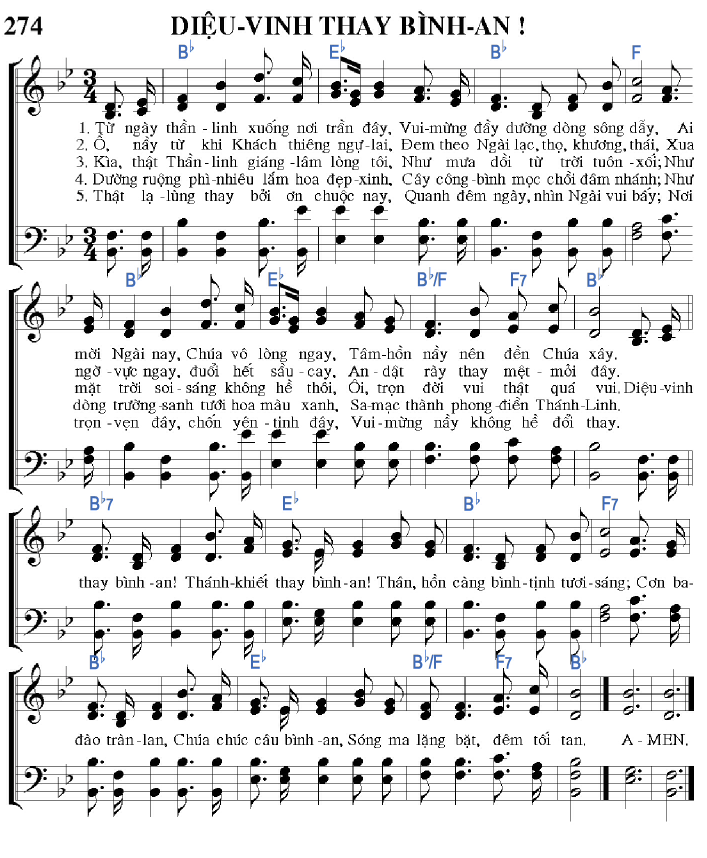 274 DIỆU-VINH THAY BÌNH-AN !
B♭ E♭ B♭ F
1. Từ ngày thần-linh xuống nơi trần đây, Vui-mừng đầy dường dòng sông dẫy, Ai
2. Ồ, nầy từ khi Khách thiêng ngự-lai, Đem theo Ngài lạc, thọ, khương, thái, Xua
3. Kìa, thật Thần-linh giáng-lâm lòng tôi, Như mưa dồi từ trời tuôn-xối; Như
4. Dường ruộng phì-nhiêu lắm hoa đẹp-xinh, Cây công-bình mọc chồi đâm nhánh; Như
5. Thật lạ-lùng thay bởi ơn chuộc nay, Quanh đêm ngày, nhìn Ngài vui bấy; Nơi
B♭ E♭ B♭/F F7 B♭
mời Ngài nay, Chúa vô lòng ngay, Tâm-hồn nầy nên đền Chúa xây.
ngờ-vực ngay, đuổi hết sầu-cay, An-dật rày thay mệt-mỏi đây.
mặt trời soi-sáng không hề thôi, Ôi, trọn đời vui thật quá vui. Diệu-vinh
dòng trường-sanh tưới hoa màu xanh, Sa-mạc thành phong-điền Thánh-Linh.
trọn-vẹn đây, chốn yên-tịnh đây, Vui-mừng nầy không hề đổi thay.
B♭7 E♭ B♭ F7
thay bình-an! Thánh-khiết thay bình-an! Thân, hồn càng bình-tịnh tươi-sáng; Cơn ba-
B♭ E♭ B♭/F F7 B♭
đào tràn-lan, Chúa chúc câu bình-an, Sóng ma lặng bặt, đêm tối tan. A-MEN.